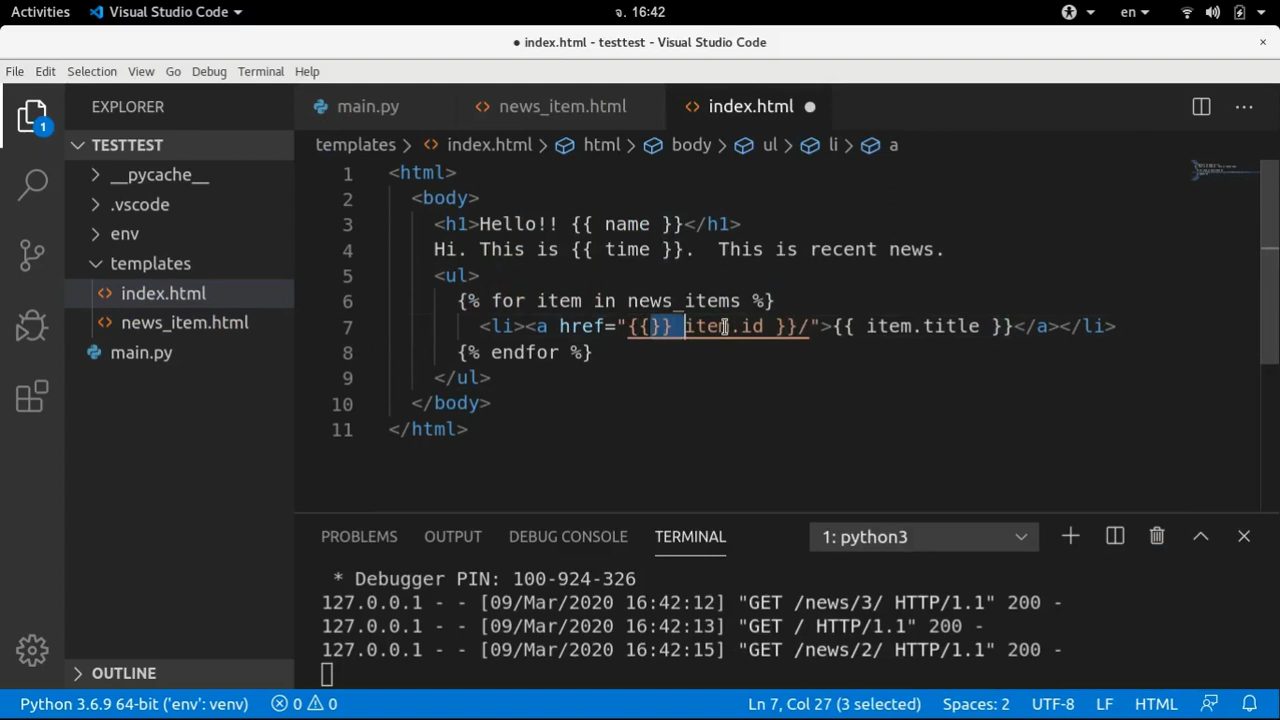 Activities Visual Studio Code จ. 16:42 en
● index.html - testtest - Visual Studio Code ×
File Edit Selection View Go Debug Terminal Help
EXPLORER main.py news_item.html index.html ●
TESTTEST templates > index.html > html > body > ul > li > a
__pycache__
.vscode
env
templates
index.html
news_item.html
main.py
1 <html>
2 <body>
3 <h1>Hello!! {{ name }}</h1>
4 Hi. This is {{ time }}.  This is recent news.
5 <ul>
6 {% for item in news_items %}
7 <li><a href="{{}} item.id }}/">{{ item.title }}</a></li>
8 {% endfor %}
9 </ul>
10 </body>
11 </html>
PROBLEMS OUTPUT DEBUG CONSOLE TERMINAL 1: python3
* Debugger PIN: 100-924-326
127.0.0.1 - - [09/Mar/2020 16:42:12] "GET /news/3/ HTTP/1.1" 200 -
127.0.0.1 - - [09/Mar/2020 16:42:13] "GET / HTTP/1.1" 200 -
127.0.0.1 - - [09/Mar/2020 16:42:15] "GET /news/2/ HTTP/1.1" 200 -
OUTLINE
1
Python 3.6.9 64-bit ('env': venv) 0 0 Ln 7, Col 27 (3 selected) Spaces: 2 UTF-8 LF HTML